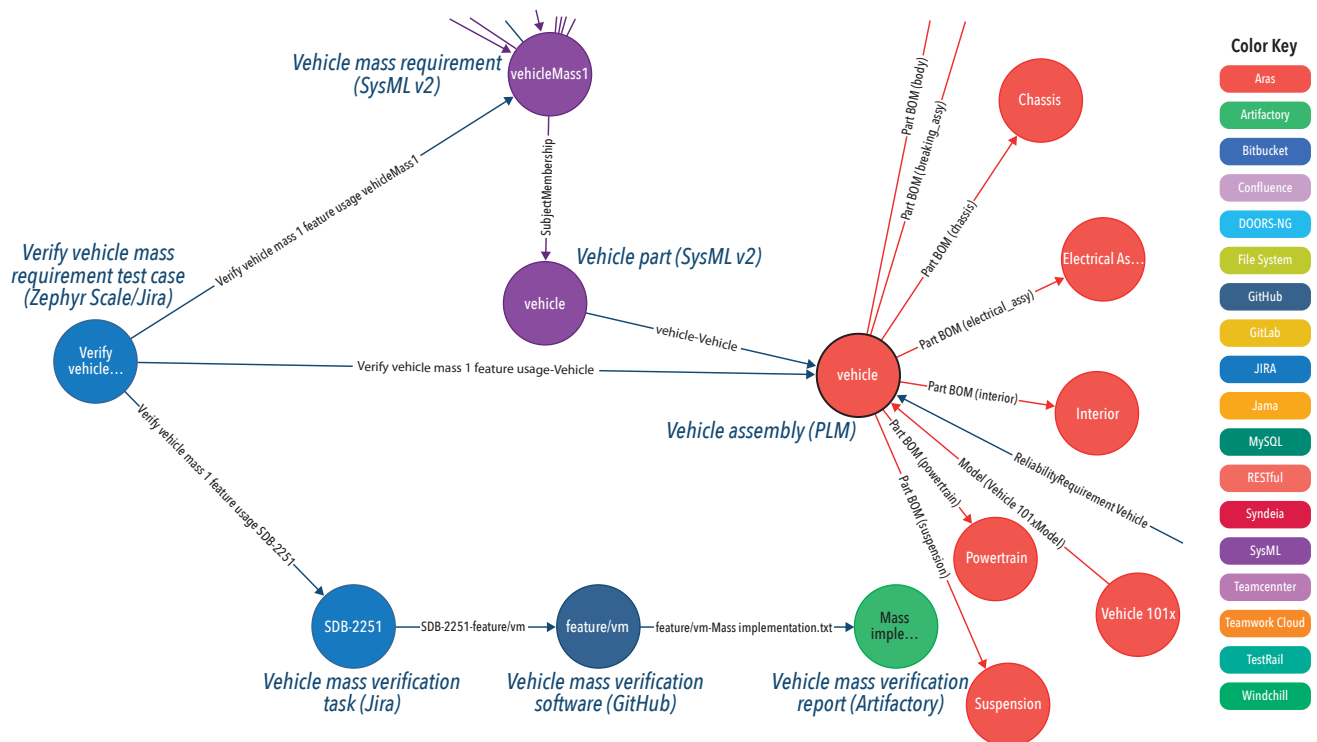 Vehicle mass requirement
(SysML v2)
vehicleMass1
Part BOM (body)
Part BOM (breaking_assy)
Chassis
Part BOM (chassis)
Verify vehicle mass 1 feature usage vehicleMass1
SubjectMembership
Verify vehicle mass
requirement test case
(Zephyr Scale/Jira)
Vehicle part (SysML v2)
Electrical As...
vehicle
vehicle-Vehicle
Part BOM (electrical_assy)
Verify
vehicle...
Verify vehicle mass 1 feature usage-Vehicle
vehicle
Part BOM (interior)
Interior
Vehicle assembly (PLM)
Part BOM (powertrain)
Model (Vehicle 101xModel)
ReliabilityRequirementVehicle
Part BOM (suspension)
Verify vehicle mass 1 feature usage SDB-2251
Powertrain
Vehicle 101x
SDB-2251
SDB-2251-feature/vm
feature/vm
feature/vm-Mass implementation.txt
Mass
imple...
Vehicle mass verification
task (Jira)
Vehicle mass verification
software (GitHub)
Vehicle mass verification
report (Artifactory)
Suspension
Color Key
Aras
Artifactory
Bitbucket
Confluence
DOORS-NG
File System
GitHub
GitLab
JIRA
Jama
MySQL
RESTful
Syndeia
SysML
Teamcennter
Teamwork Cloud
TestRail
Windchill